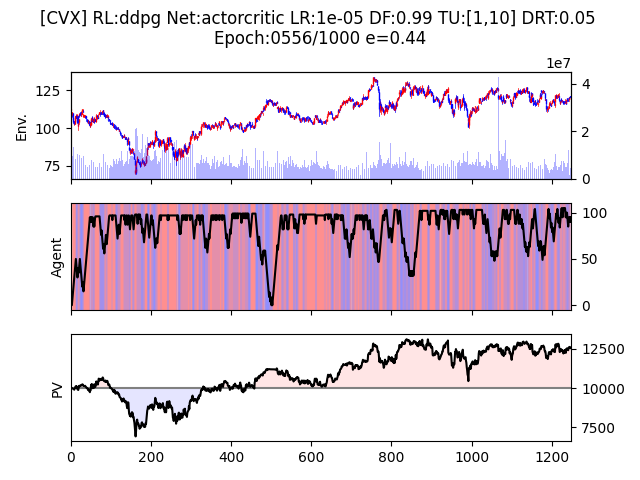 [CVX] RL:ddpg Net:actorcritic LR:1e-05 DF:0.99 TU:[1,10] DRT:0.05
Epoch:0556/1000 e=0.44
1e7
Env.
125
100
75
4
2
0
Agent
100
50
0
PV
12500
10000
7500
0 200 400 600 800 1000 1200